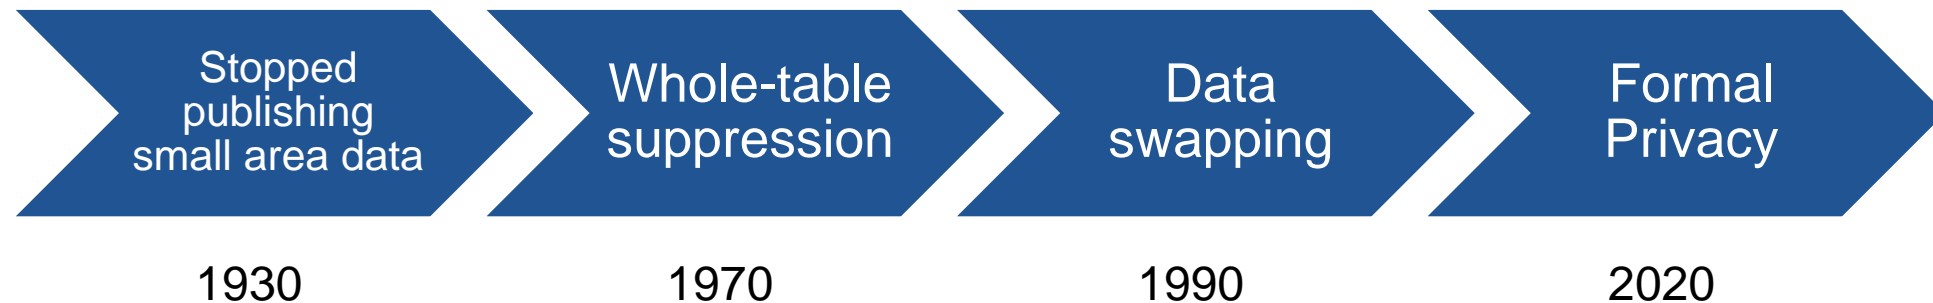 Stopped
publishing
small area data
Whole-table
suppression
Data
swapping
Formal
Privacy
1930
1970
1990
2020